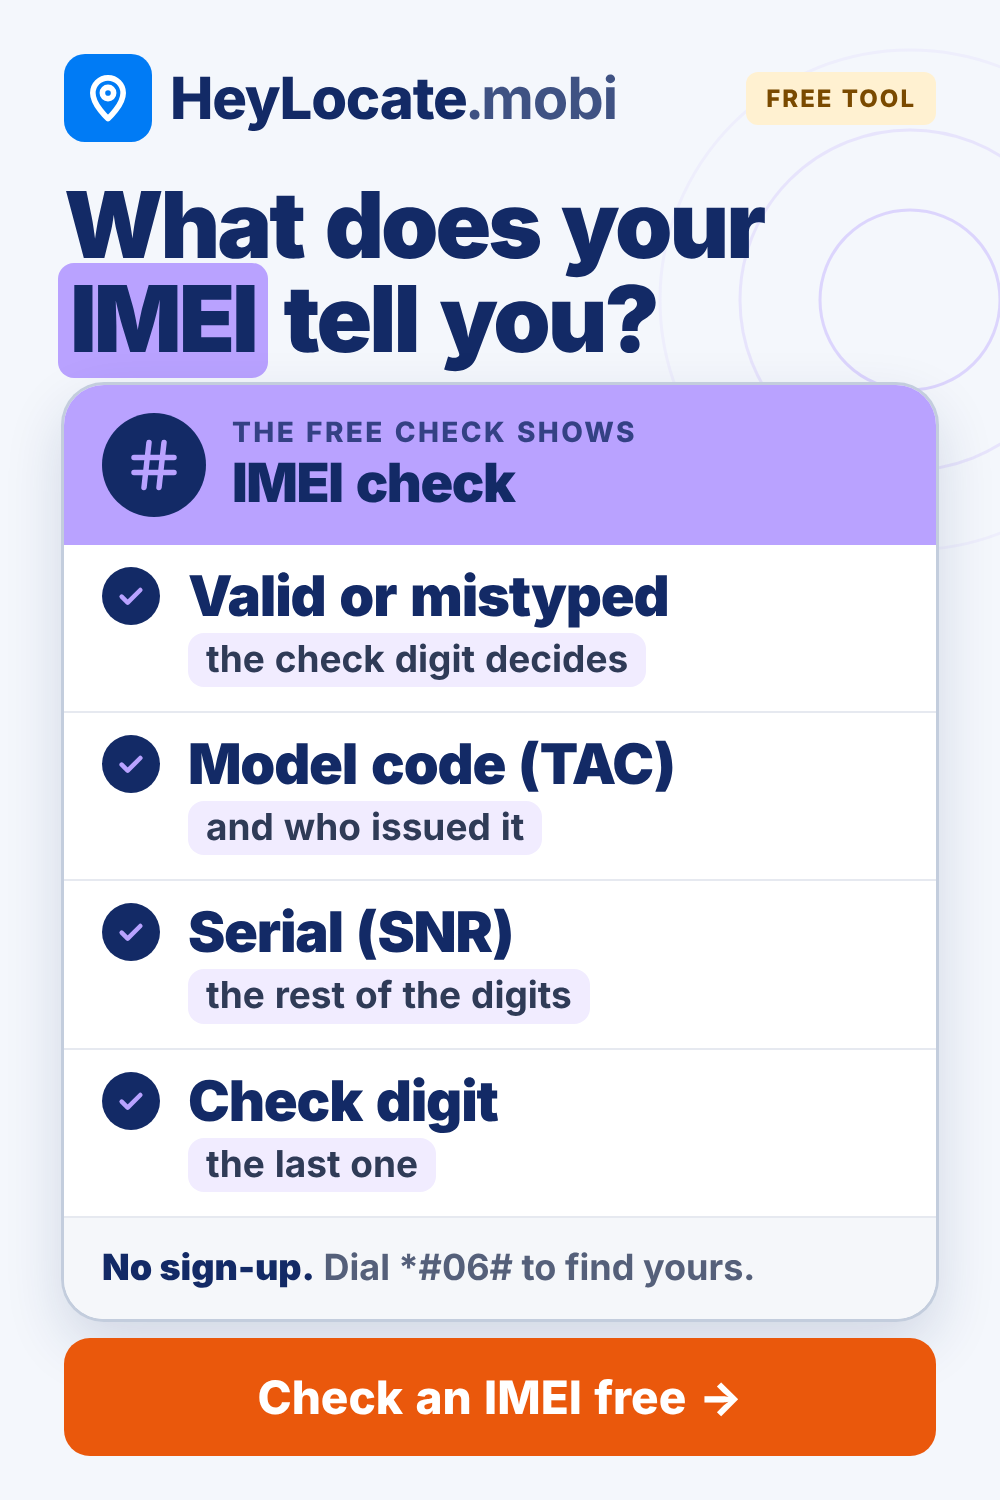 HeyLocate.mobi
FREE TOOL
What does your
IMEI tell you?
THE FREE CHECK SHOWS
IMEI check
Valid or mistyped
the check digit decides
Model code (TAC)
and who issued it
Serial (SNR)
the rest of the digits
Check digit
the last one
No sign-up. Dial *#06# to find yours.
Check an IMEI free →